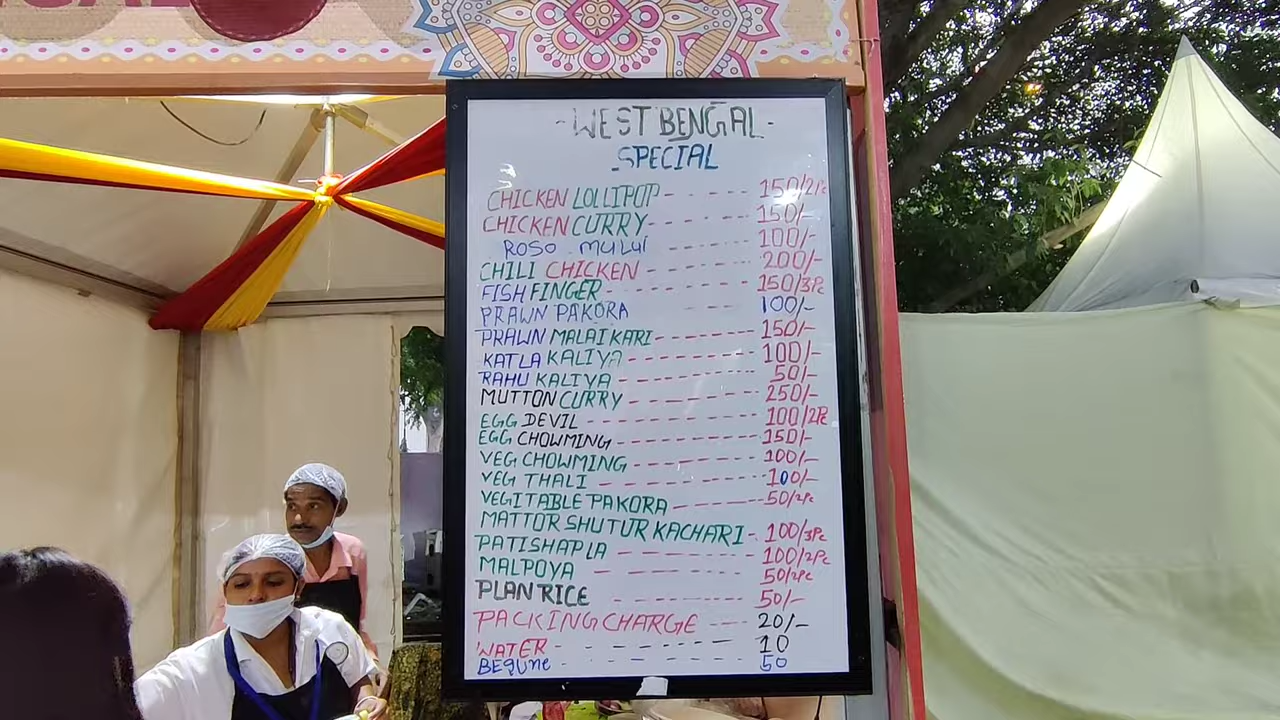 -WEST BENGAL-
SPECIAL
CHICKEN LOLLIPOP - - - - - - 150/2Pc
CHICKEN CURRY - - - - - - 150/-
ROSO MULUI - - - - - - 100/-
CHILI CHICKEN - - - - - - 200/-
FISH FINGER - - - - - - 150/3Pc
PRAWN PAKORA - - - 100/-
PRAWN MALAI KARI - - - - - - 150/-
KATLA KALIYA - - - - - - 100/-
RAHU KALIYA - - - - - - 50/-
MUTTON CURRY - - - - - - 250/-
EGG DEVIL - - - - - - 100/2Pc
EGG CHOWMING - - - - - - 150/-
VEG CHOWMING - - - - - - 100/-
VEG THALI - - - - - - 100/-
VEGITABLE PAKORA - - - - - - 50/2Pc
MATTOR SHUTUR KACHARI - 100/3Pc
PATISHAPLA - - - - - - 100/2Pc
MALPOYA - - - - - - 50/2Pc
PLAN RICE - - - - - - 50/-
PACKING CHARGE - - - 20/-
WATER - - - - - - 10
BEGUNE - - - - - - 50